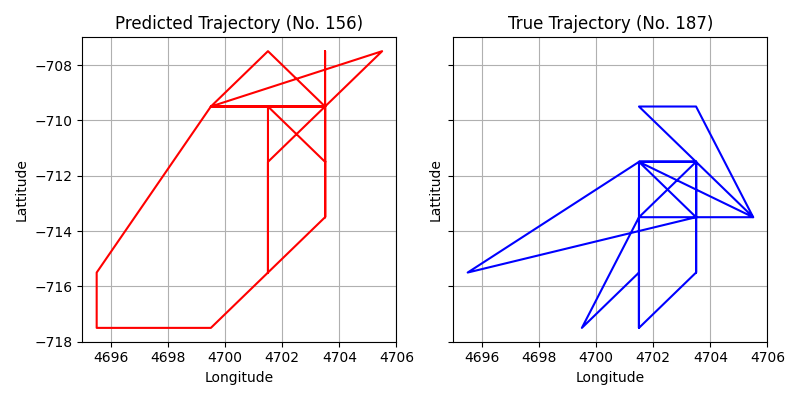 Predicted Trajectory (No. 156)
True Trajectory (No. 187)
−708
−710
−712
−714
−716
−718
Lattitude
Lattitude
4696 4698 4700 4702 4704 4706
4696 4698 4700 4702 4704 4706
Longitude
Longitude